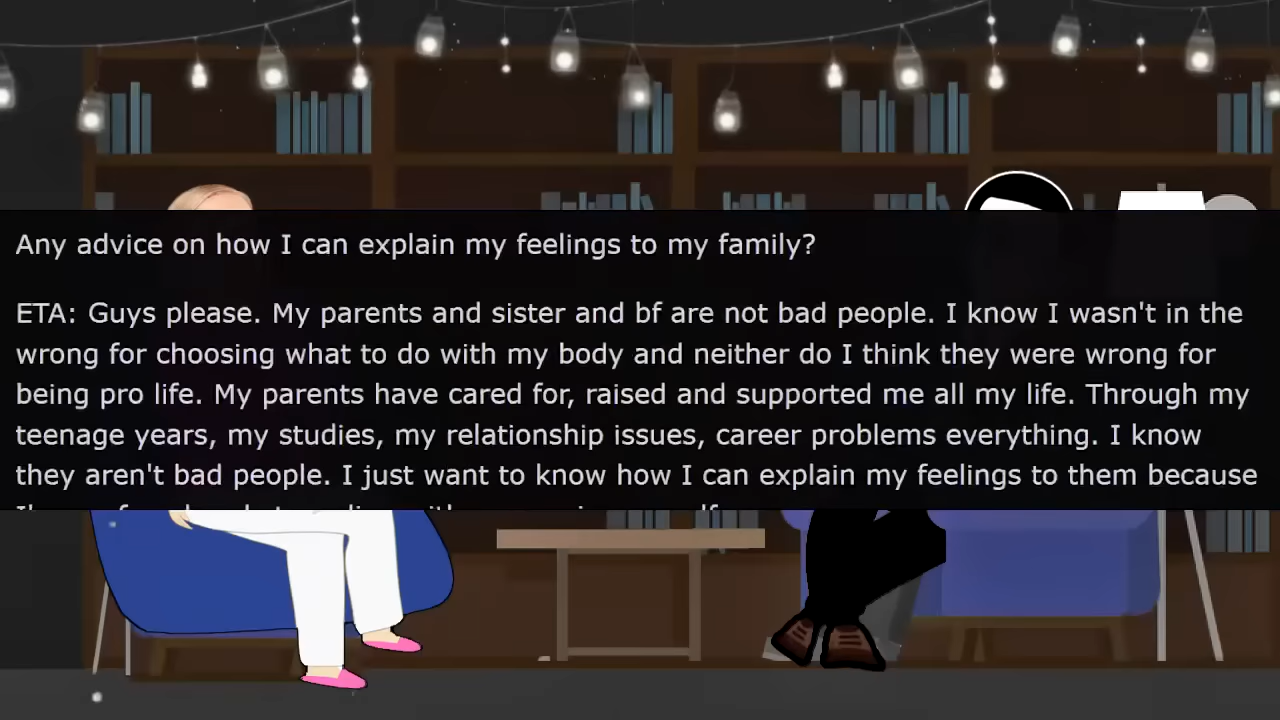 Any advice on how I can explain my feelings to my family?
ETA: Guys please. My parents and sister and bf are not bad people. I know I wasn't in the
wrong for choosing what to do with my body and neither do I think they were wrong for
being pro life. My parents have cared for, raised and supported me all my life. Through my
teenage years, my studies, my relationship issues, career problems everything. I know
they aren't bad people. I just want to know how I can explain my feelings to them because